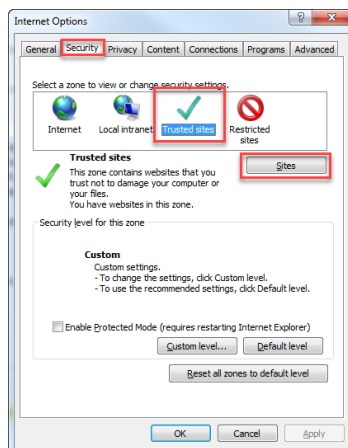 Internet Options
General Security Privacy Content Connections Programs Advanced
Select a zone to view or change security settings.
Internet Local intranet Trusted sites Restricted sites
Trusted sites
Sites
This zone contains websites that you
trust not to damage your computer or
your files.
You have websites in this zone.
Security level for this zone
Custom
Custom settings.
- To change the settings, click Custom level.
- To use the recommended settings, click Default level.
Enable Protected Mode (requires restarting Internet Explorer)
Custom level... Default level
Reset all zones to default level
OK Cancel Apply